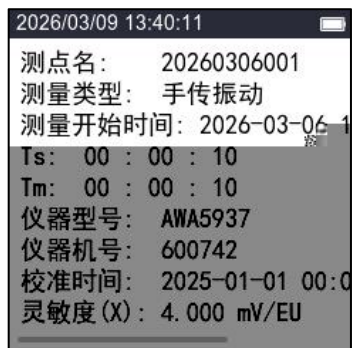 2026/03/09 13:40:11
测点名: 20260306001
测量类型: 手传振动
测量开始时间: 2026-03-06 1
Ts: 00 : 00 : 10
Tm: 00 : 00 : 10
仪器型号: AWA5937
仪器机号: 600742
校准时间: 2025-01-01 00:0
灵敏度(X): 4.000 mV/EU